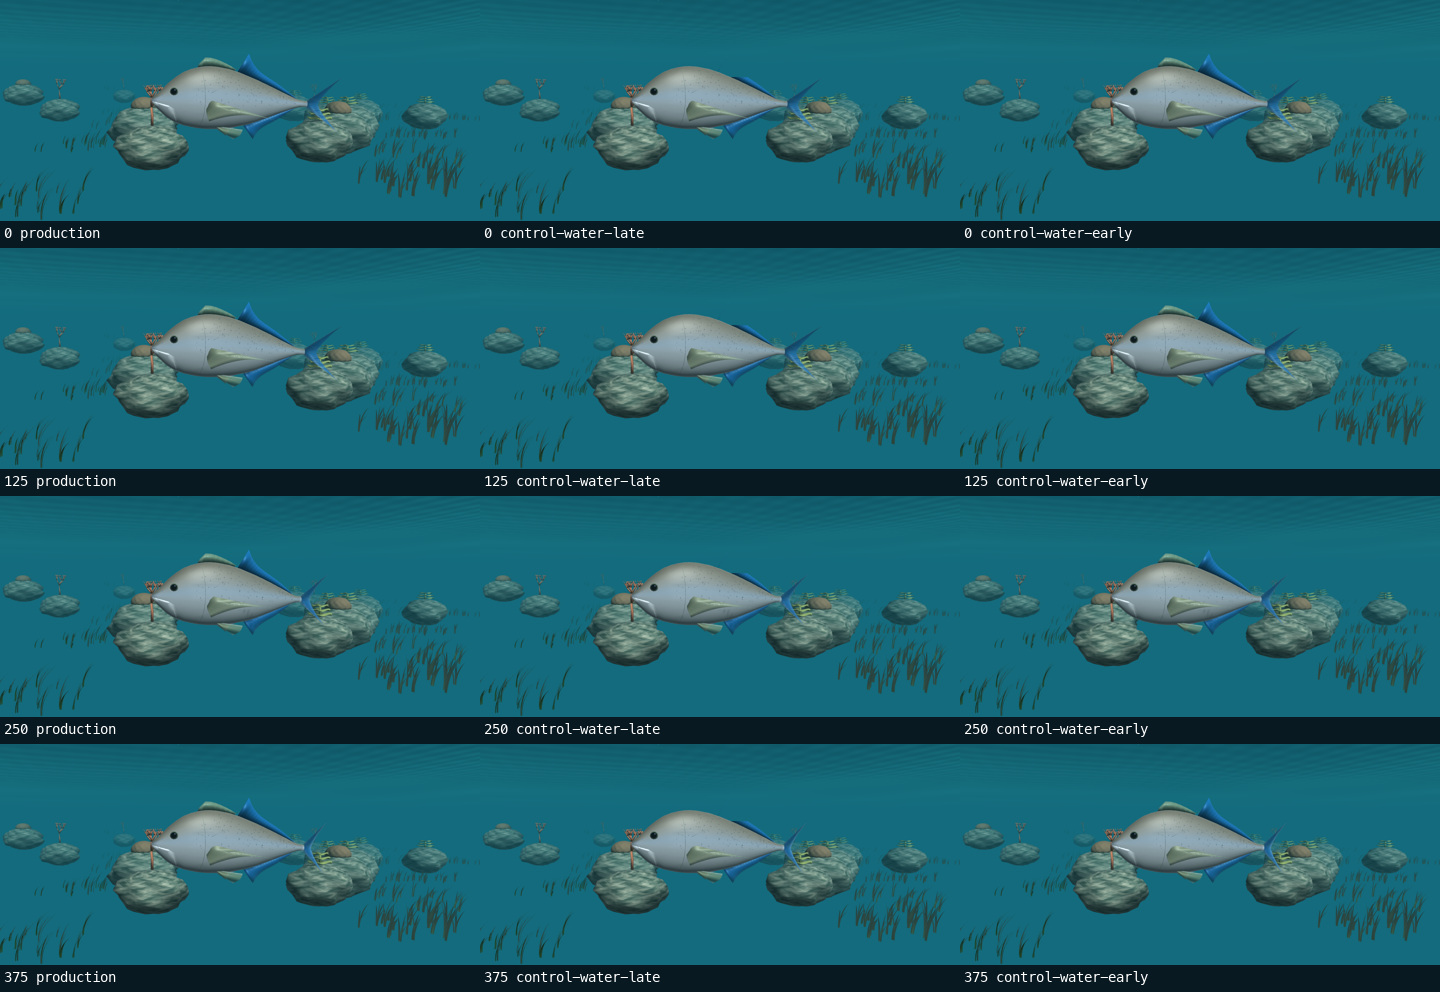 0 production
0 control−water−late
0 control−water−early
125 production
125 control−water−late
125 control−water−early
250 production
250 control−water−late
250 control−water−early
375 production
375 control−water−late
375 control−water−early